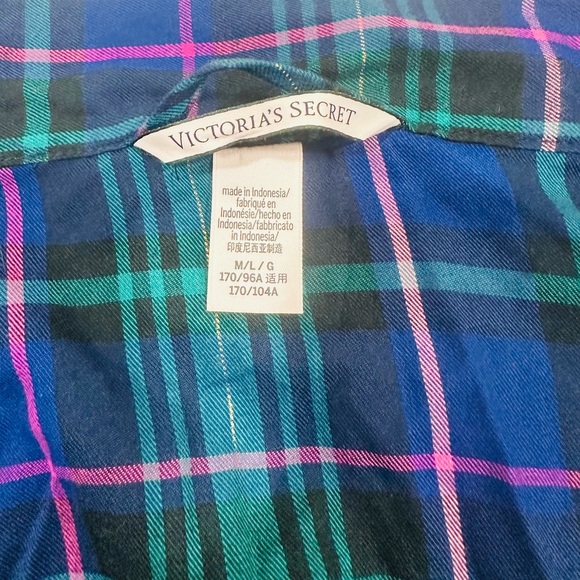 VICTORIA'S SECRET
made in Indonesia/
fabriqué en
Indonésie/hecho en
Indonesia/fabbricato
in Indonesia/
印度尼西亚制造
M/L/G
170/96A 适用
170/104A